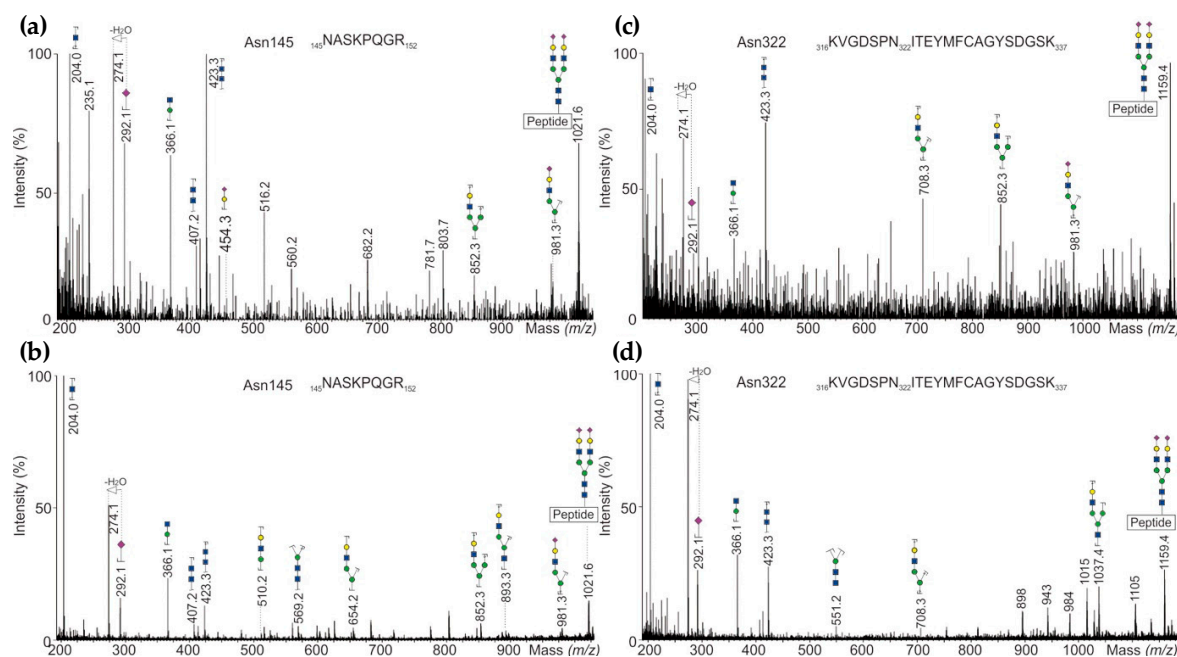 (a)
Asn145 ₁₄₅NASKPQGR₁₅₂
Intensity (%)
100
50
0
-H₂O
204.0
235.1
274.1
292.1
366.1
407.2
423.3
454.3
516.2
560.2
682.2
781.7
803.7
852.3
981.3
1021.6
Peptide
200 300 400 500 600 700 800 900 Mass (m/z)
(c)
Asn322 ₃₁₆KVGDSPN₃₂₂ITEYMFCAGYSDGSK₃₃₇
Intensity (%)
100
50
0
-H₂O
204.0
274.1
292.1
366.1
423.3
708.3
852.3
981.3
1159.4
Peptide
300 400 500 600 700 800 900 1000 Mass (m/z)
(b)
Asn145 ₁₄₅NASKPQGR₁₅₂
Intensity (%)
100
50
0
-H₂O
204.0
274.1
292.1
366.1
407.2
423.3
510.2
569.2
654.2
852.3
893.3
981.3
1021.6
Peptide
200 300 400 500 600 700 800 900 Mass (m/z)
(d)
Asn322 ₃₁₆KVGDSPN₃₂₂ITEYMFCAGYSDGSK₃₃₇
Intensity (%)
100
50
0
-H₂O
204.0
274.1
292.1
366.1
423.3
551.2
708.3
898
943
984
1015
1037.4
1105
1159.4
Peptide
200 300 400 500 600 700 800 900 1000 Mass (m/z)